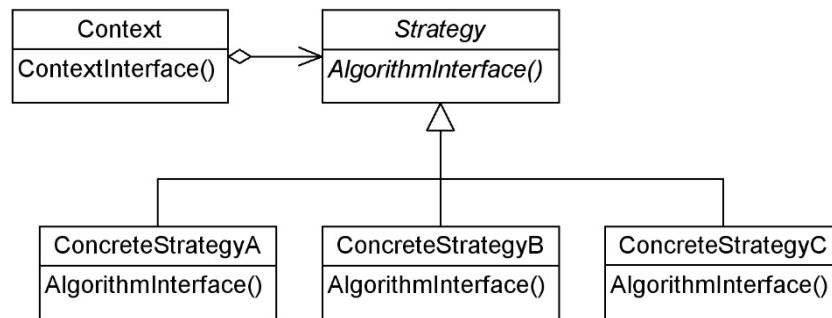 Context
ContextInterface()
Strategy
AlgorithmInterface()
ConcreteStrategyA
AlgorithmInterface()
ConcreteStrategyB
AlgorithmInterface()
ConcreteStrategyC
AlgorithmInterface()